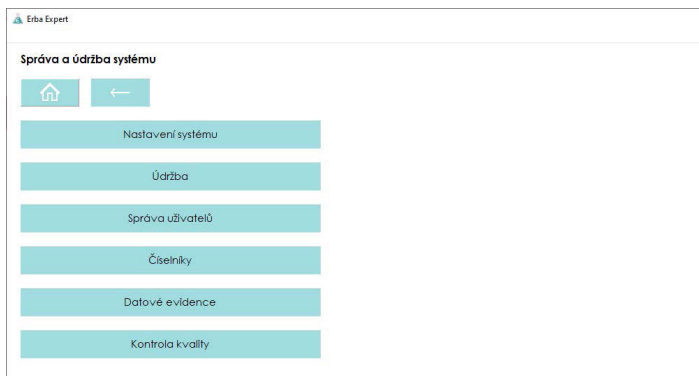 Erba Expert
Správa a údržba systému
Nastavení systému
Údržba
Správa uživatelů
Číselníky
Datové evidence
Kontrola kvality